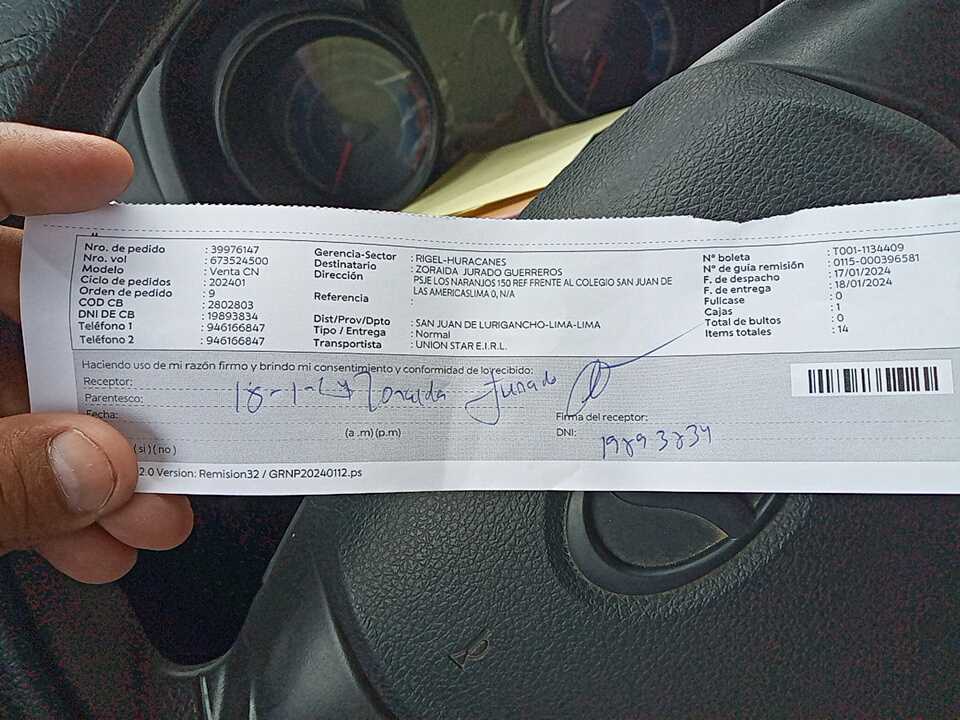 Nro. de pedido : 39976147
Nro. vol : 673524500
Modelo : Venta CN
Ciclo de pedidos : 202401
Orden de pedido : 9
COD CB : 2802803
DNI DE CB : 19893834
Teléfono 1 : 946166847
Teléfono 2 : 946166847
Gerencia-Sector : RIGEL-HURACANES
Destinatario : ZORAIDA JURADO GUERREROS
Dirección : PSJE LOS NARANJOS 150 REF FRENTE AL COLEGIO SAN JUAN DE
LAS AMERICASLIMA 0, N/A
Referencia :
Dist/Prov/Dpto : SAN JUAN DE LURIGANCHO-LIMA-LIMA
Tipo / Entrega : Normal
Transportista : UNION STAR E.I.R.L.
N° boleta : T001-1134409
N° de guía remisión : 0115-000396581
F. de despacho : 17/01/2024
F. de entrega : 18/01/2024
Fullcase : 0
Cajas : 1
Total de bultos : 0
Items totales : 14
Haciendo uso de mi razón firmo y brindo mi consentimiento y conformidad de lo recibido:
Receptor:
Parentesco:
18-1-24 Zoraida Jurado
Fecha:
(a .m) (p.m)
Firma del receptor:
DNI: 19893834
( si ) ( no )
2.0 Version: Remision32 / GRNP20240112.ps